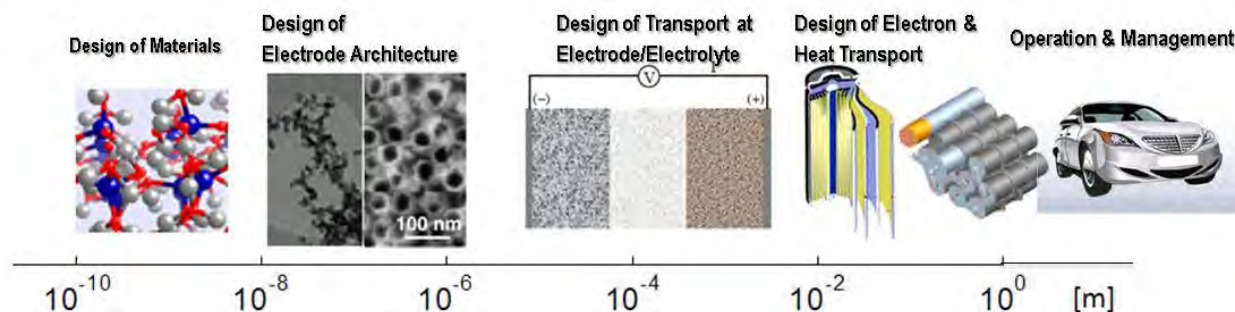 Design of Materials
Design of
Electrode Architecture
Design of Transport at
Electrode/Electrolyte
Design of Electron &
Heat Transport
Operation & Management
V
(−)
(+)
100 nm
10⁻¹⁰
10⁻⁸
10⁻⁶
10⁻⁴
10⁻²
10⁰
[m]